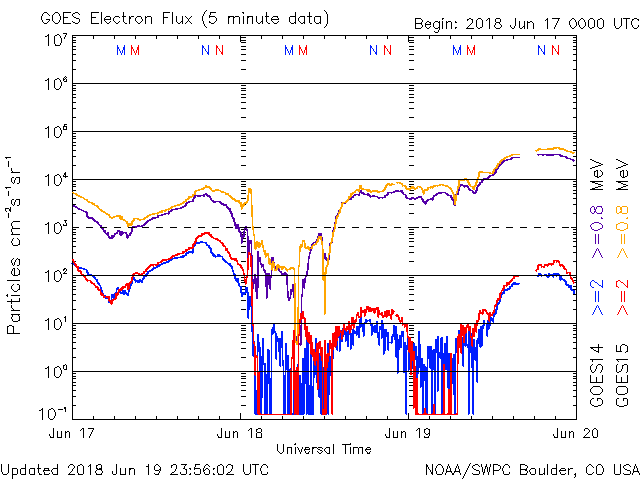 GOES Electron Flux (5 minute data)
Begin: 2018 Jun 17 0000 UTC
M M N N M M N N M M N N
10⁷
10⁶
10⁵
10⁴
10³
10²
10¹
10⁰
10⁻¹
Particles cm⁻²s⁻¹sr⁻¹
GOES14 >=2 >=0.8 MeV
GOES15 >=2 >=0.8 MeV
Jun 17 Jun 18 Jun 19 Jun 20
Universal Time
Updated 2018 Jun 19 23:56:02 UTC
NOAA/SWPC Boulder, CO USA